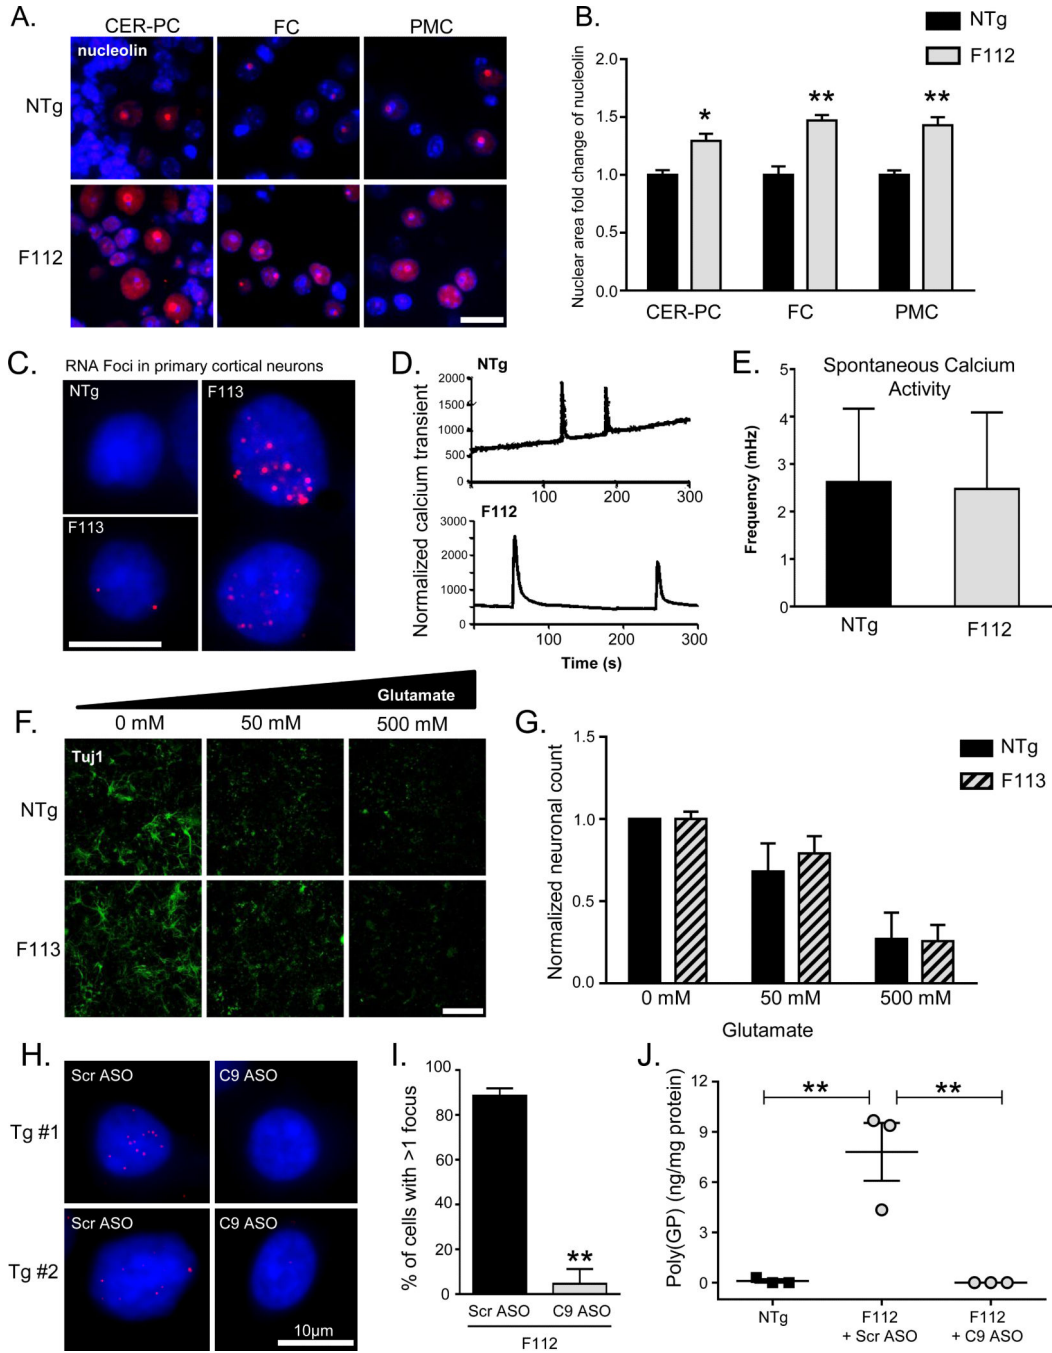 A.
CER-PC FC PMC
nucleolin
NTg
F112
B.
NTg
F112
Nuclear area fold change of nucleolin
2.0
1.5
1.0
0.5
0.0
* ** **
CER-PC FC PMC
C.
RNA Foci in primary cortical neurons
NTg
F113
F113
D.
Normalized calcium transient
NTg
2000
1500
1000
500
0
100 200 300
F112
3000
2000
1000
0
100 200 300
Time (s)
E.
Spontaneous Calcium
Activity
Frequency (mHz)
5
4
3
2
1
0
NTg F112
F.
Glutamate
0 mM 50 mM 500 mM
Tuj1
NTg
F113
G.
NTg
F113
Normalized neuronal count
1.5
1.0
0.5
0.0
0 mM 50 mM 500 mM
Glutamate
H.
Scr ASO C9 ASO
Tg #1
Scr ASO C9 ASO
Tg #2
10μm
I.
% of cells with >1 focus
100
80
60
40
20
0
**
Scr ASO C9 ASO
F112
J.
Poly(GP) (ng/mg protein)
12
9
6
3
0
** **
NTg F112 F112
+ Scr ASO + C9 ASO